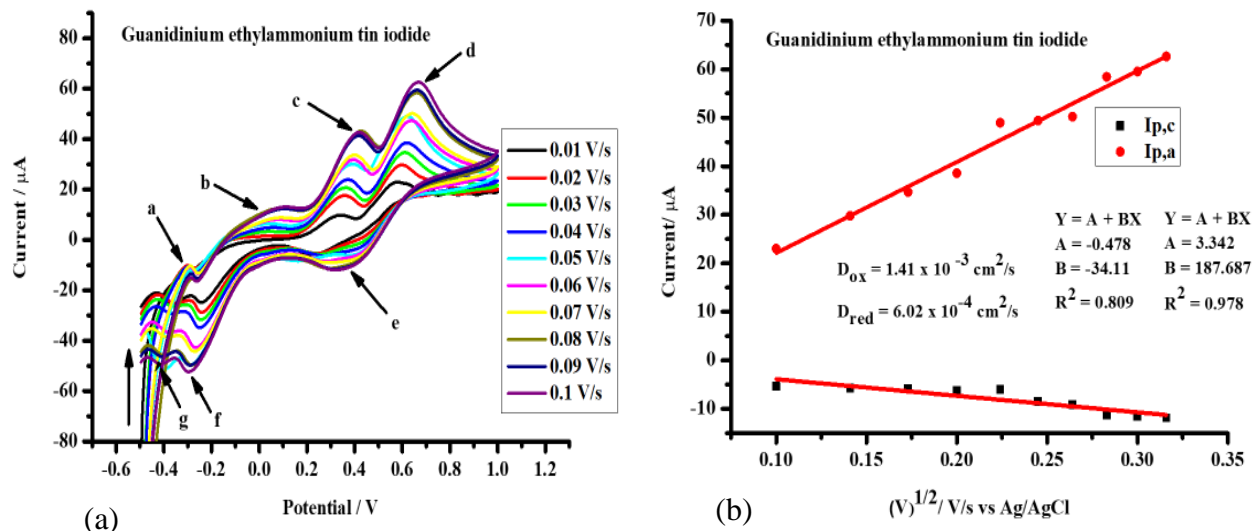 Guanidinium ethylammonium tin iodide
Current / μA
80
60
40
20
0
-20
-40
-60
-80
a
b
c
d
e
f
g
0.01 V/s
0.02 V/s
0.03 V/s
0.04 V/s
0.05 V/s
0.06 V/s
0.07 V/s
0.08 V/s
0.09 V/s
0.1 V/s
-0.6 -0.4 -0.2 0.0 0.2 0.4 0.6 0.8 1.0 1.2
Potential / V
(a)
Guanidinium ethylammonium tin iodide
Current/ μA
70
60
50
40
30
20
10
0
-10
Ip,c
Ip,a
Y = A + BX Y = A + BX
A = -0.478 A = 3.342
B = -34.11 B = 187.687
R² = 0.809 R² = 0.978
D_ox = 1.41 x 10⁻³ cm²/s
D_red = 6.02 x 10⁻⁴ cm²/s
0.10 0.15 0.20 0.25 0.30 0.35
(V)^1/2/ V/s vs Ag/AgCl
(b)